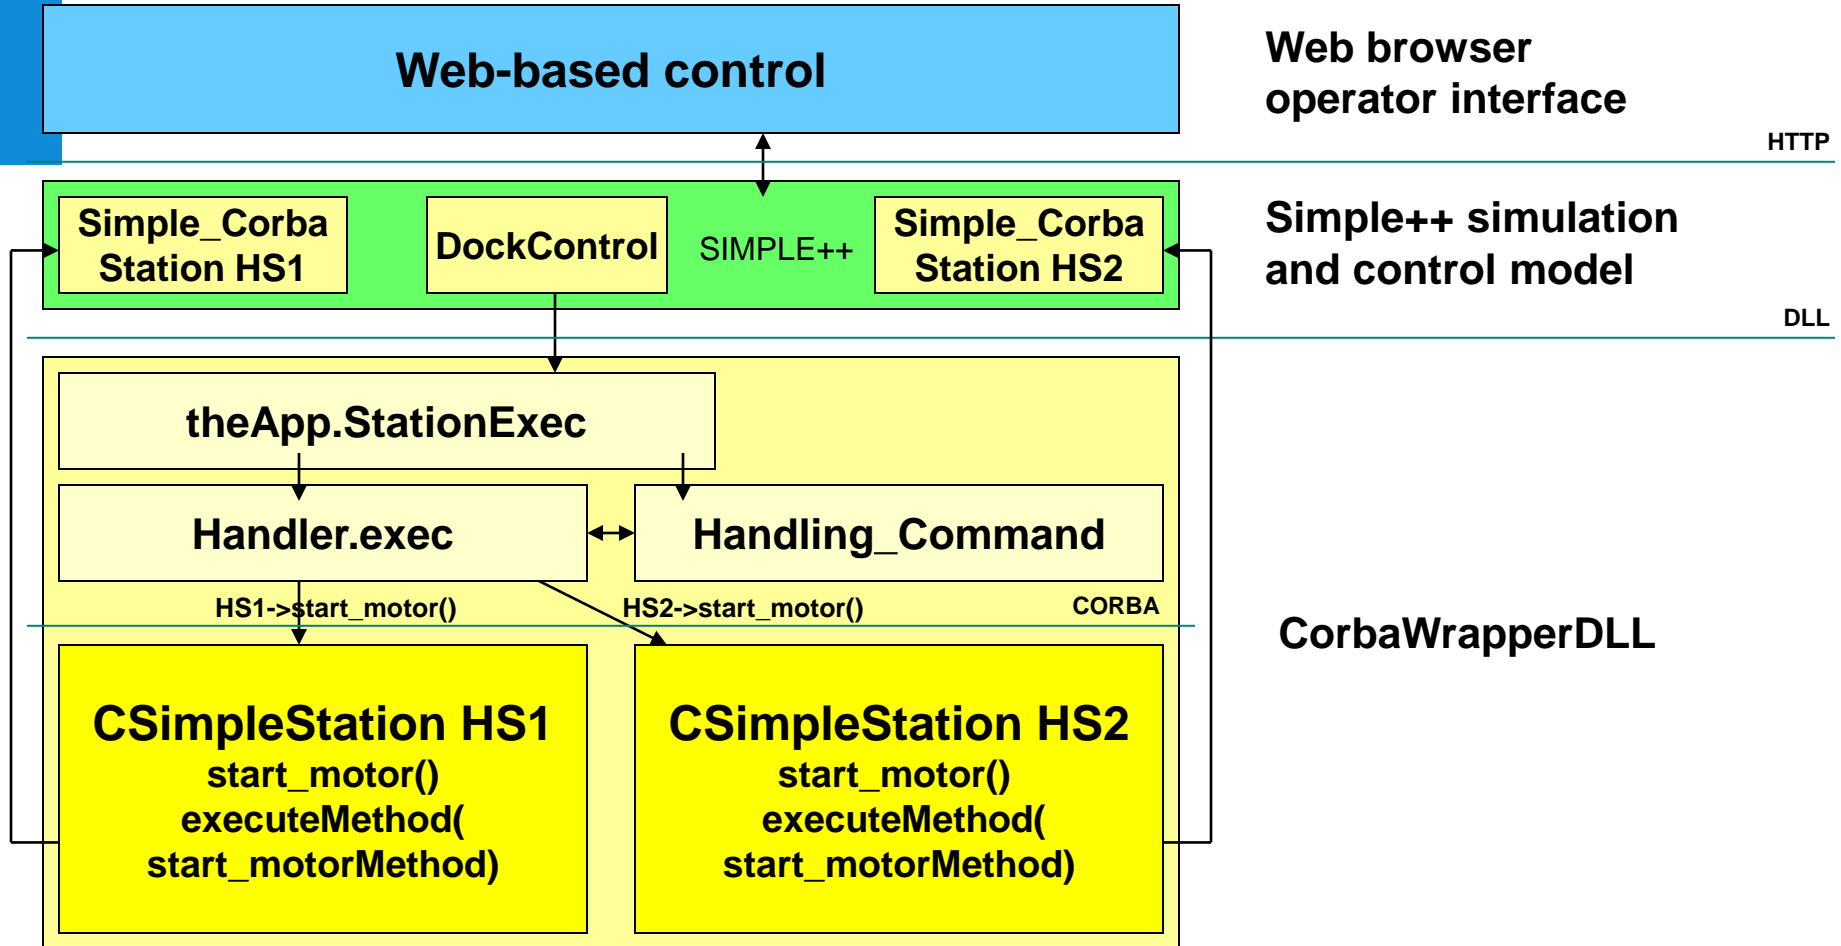 Web-based control
Web browser
operator interface
HTTP
Simple_Corba
Station HS1
DockControl
SIMPLE++
Simple_Corba
Station HS2
Simple++ simulation
and control model
DLL
theApp.StationExec
Handler.exec
Handling_Command
HS1->start_motor()
HS2->start_motor()
CORBA
CorbaWrapperDLL
CSimpleStation HS1
start_motor()
executeMethod(
start_motorMethod)
CSimpleStation HS2
start_motor()
executeMethod(
start_motorMethod)